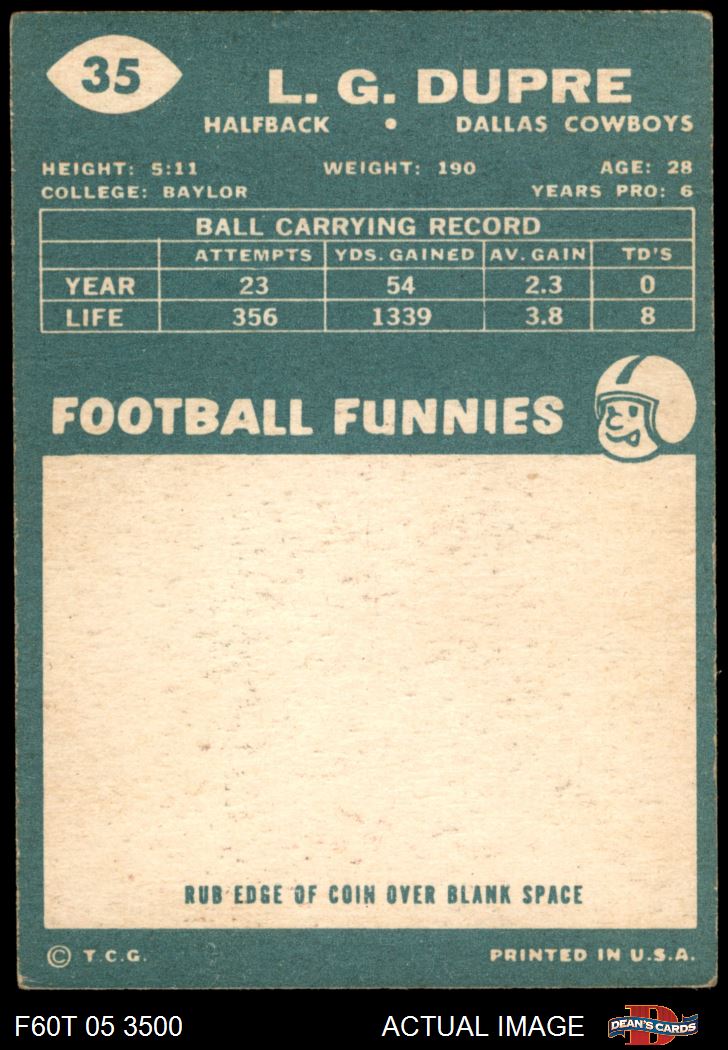 35
L. G. DUPRE
HALFBACK • DALLAS COWBOYS
HEIGHT: 5:11 WEIGHT: 190 AGE: 28
COLLEGE: BAYLOR YEARS PRO: 6
BALL CARRYING RECORD
ATTEMPTS YDS. GAINED AV. GAIN TD'S
YEAR 23 54 2.3 0
LIFE 356 1339 3.8 8
FOOTBALL FUNNIES
RUB EDGE OF COIN OVER BLANK SPACE
© T.C.G. PRINTED IN U.S.A.
F60T 05 3500 ACTUAL IMAGE DEAN'S CARDS